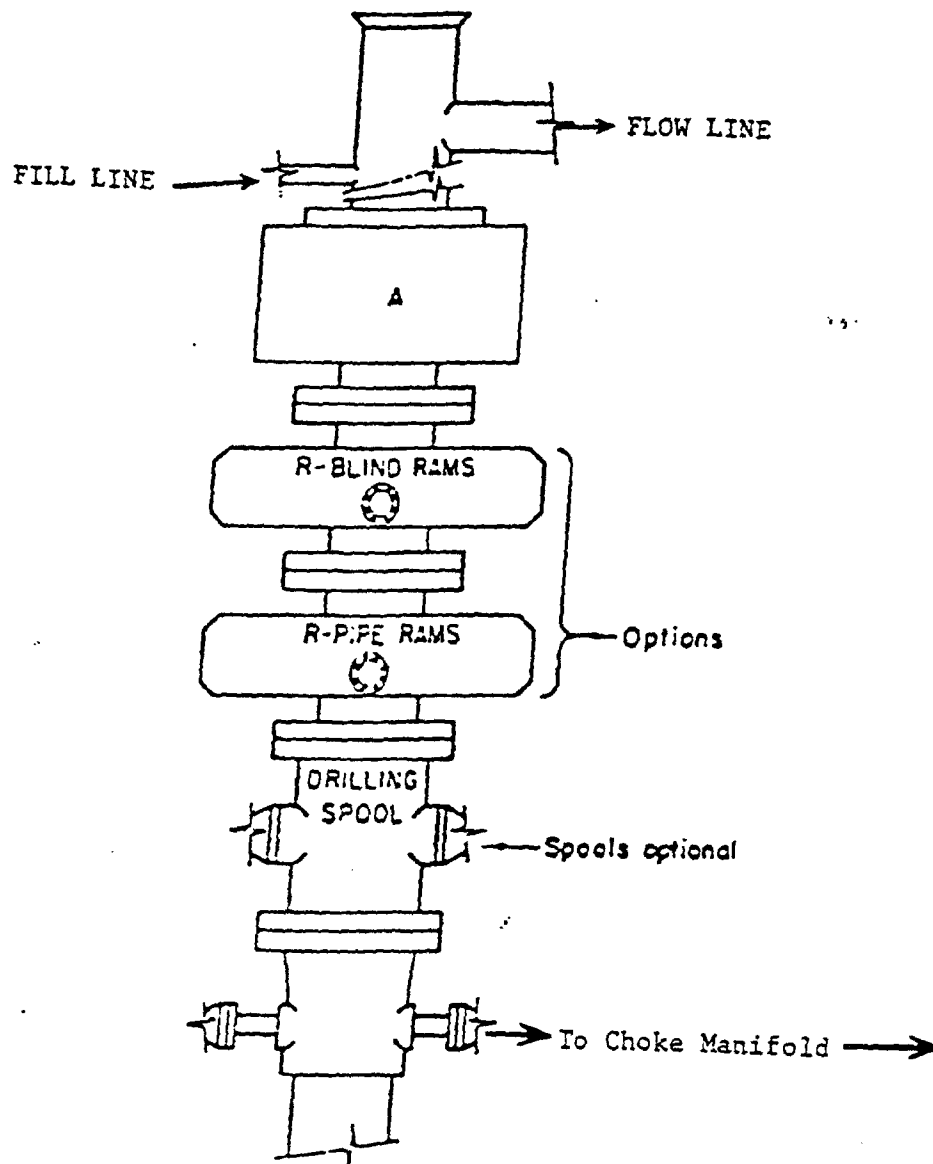 FLOW LINE
FILL LINE
A
R-BLIND RAMS
R-PIPE RAMS
Options
DRILLING
SPOOL
Spools optional
To Choke Manifold